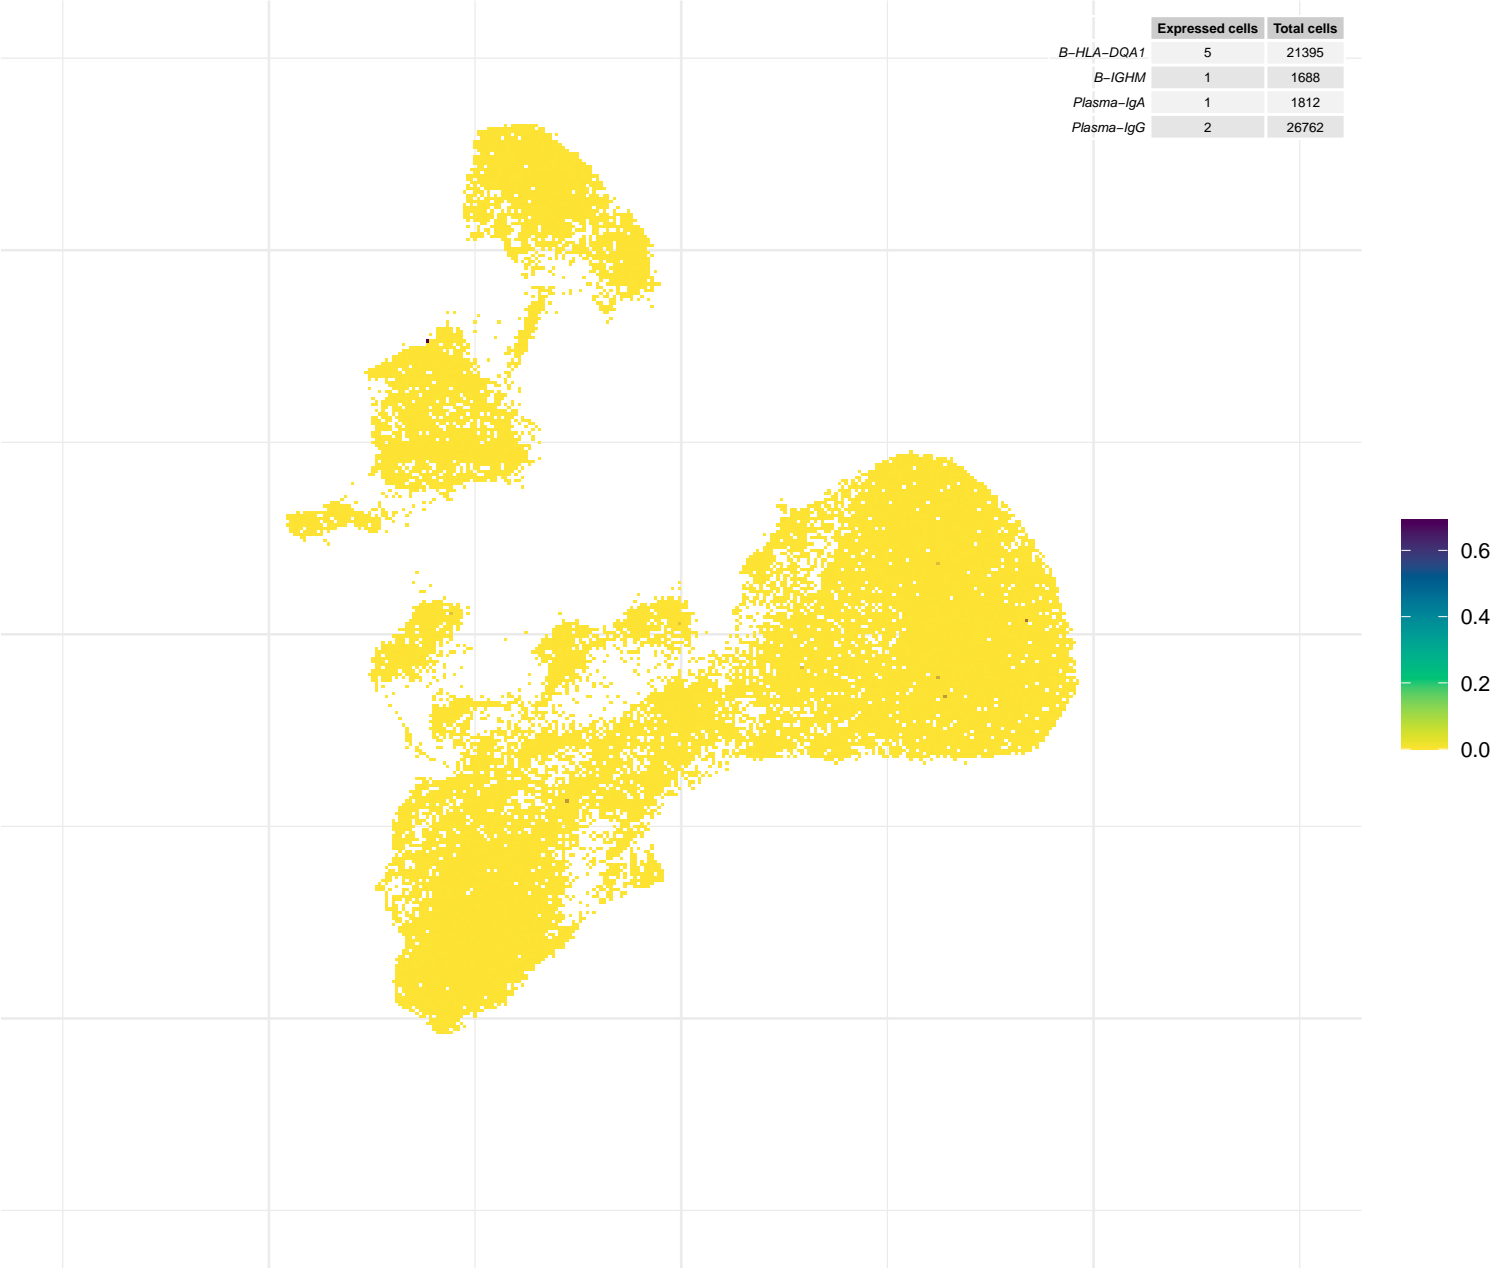 Expressed cells Total cells
B−HLA−DQA1 5 21395
B−IGHM 1 1688
Plasma−IgA 1 1812
Plasma−IgG 2 26762
0.6
0.4
0.2
0.0